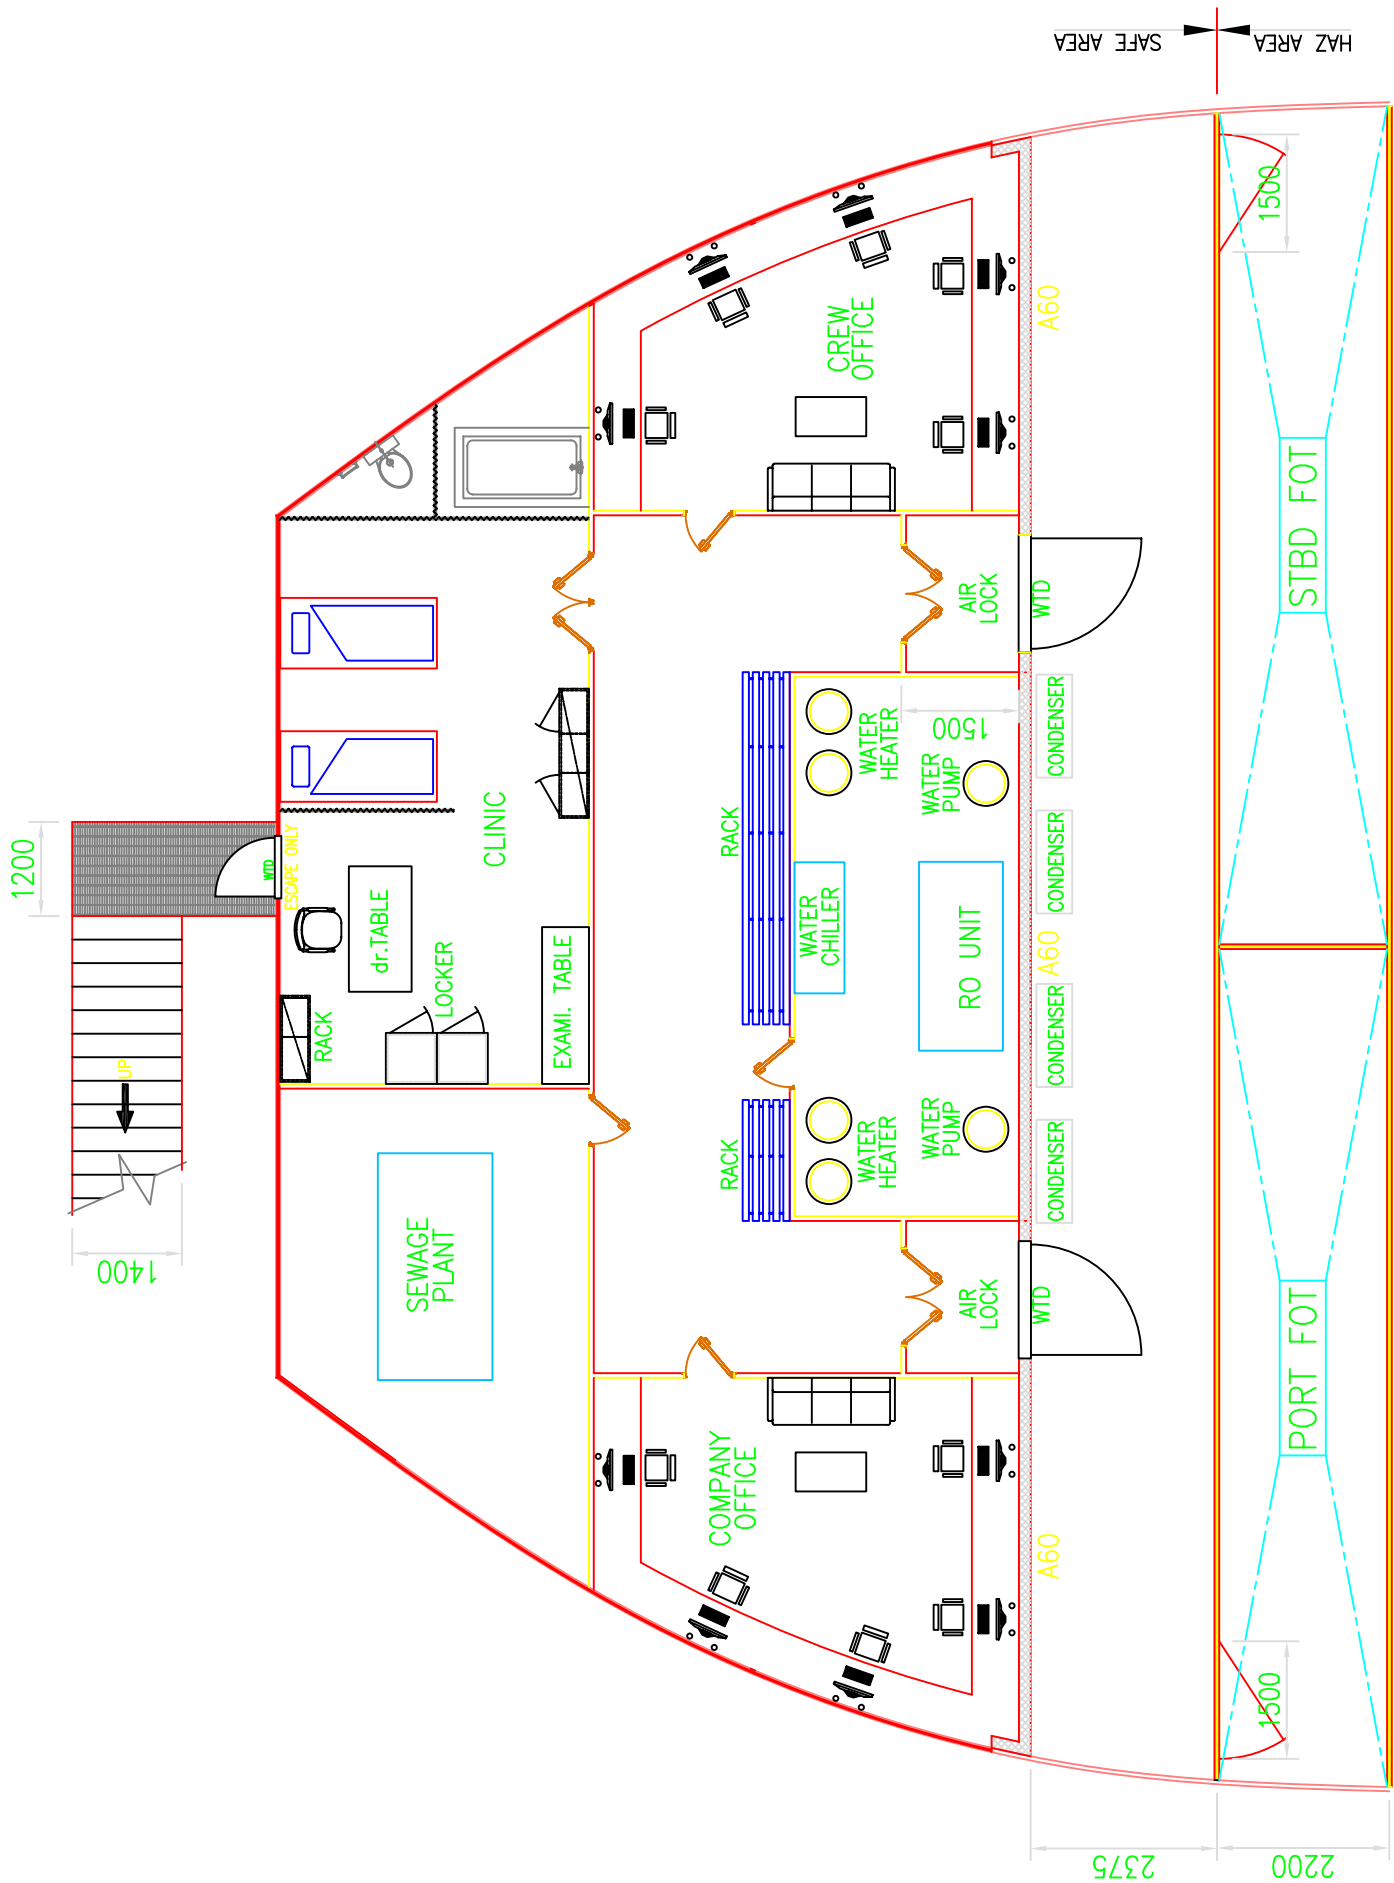 SAFE AREA
HAZ AREA
1500
A60
CREW
OFFICE
STBD FOT
AIR
LOCK
WTD
1500
CONDENSER
WATER
HEATER
WATER
PUMP
RACK
CLINIC
1200
WTD
ESCAPE ONLY
CONDENSER
WATER
CHILLER
RO UNIT
A60
dr.TABLE
LOCKER
EXAMI. TABLE
RACK
UP
CONDENSER
CONDENSER
WATER
PUMP
WATER
HEATER
RACK
SEWAGE
PLANT
1400
AIR
LOCK
WTD
PORT FOT
COMPANY
OFFICE
A60
1500
2375
2200